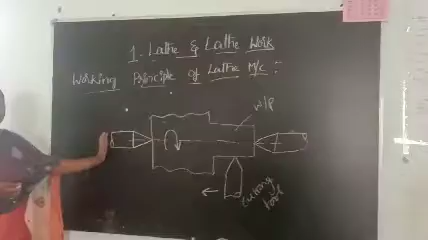 1. Lathe & Lathe Work
Working Principle of Lathe M/c :
W/P
Cutting
tool